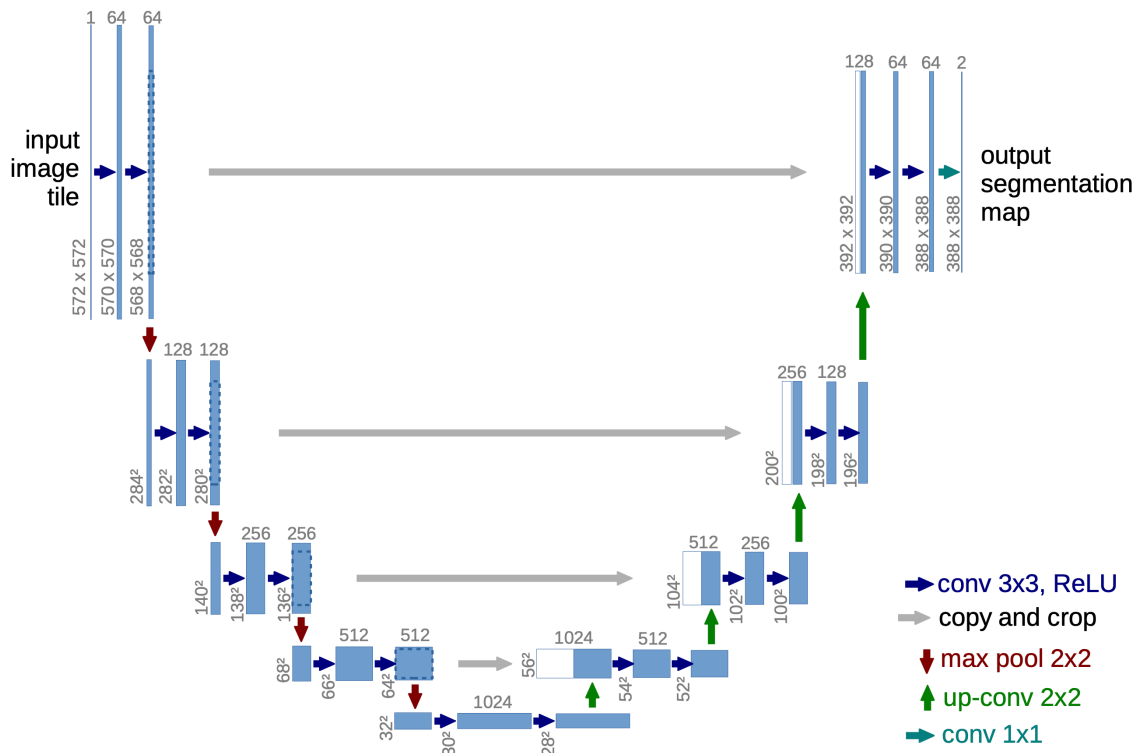 1 64 64
128 64 64 2
input
image
tile
output
segmentation
map
572 x 572
570 x 570
568 x 568
392 x 392
390 x 390
388 x 388
388 x 388
128 128
256 128
284²
282²
280²
200²
198²
196²
256 256
512 256
140²
138²
136²
104²
102²
100²
512 512
1024 512
68²
66²
64²
56²
54²
52²
1024
32²
30²
28²
conv 3x3, ReLU
copy and crop
max pool 2x2
up-conv 2x2
conv 1x1